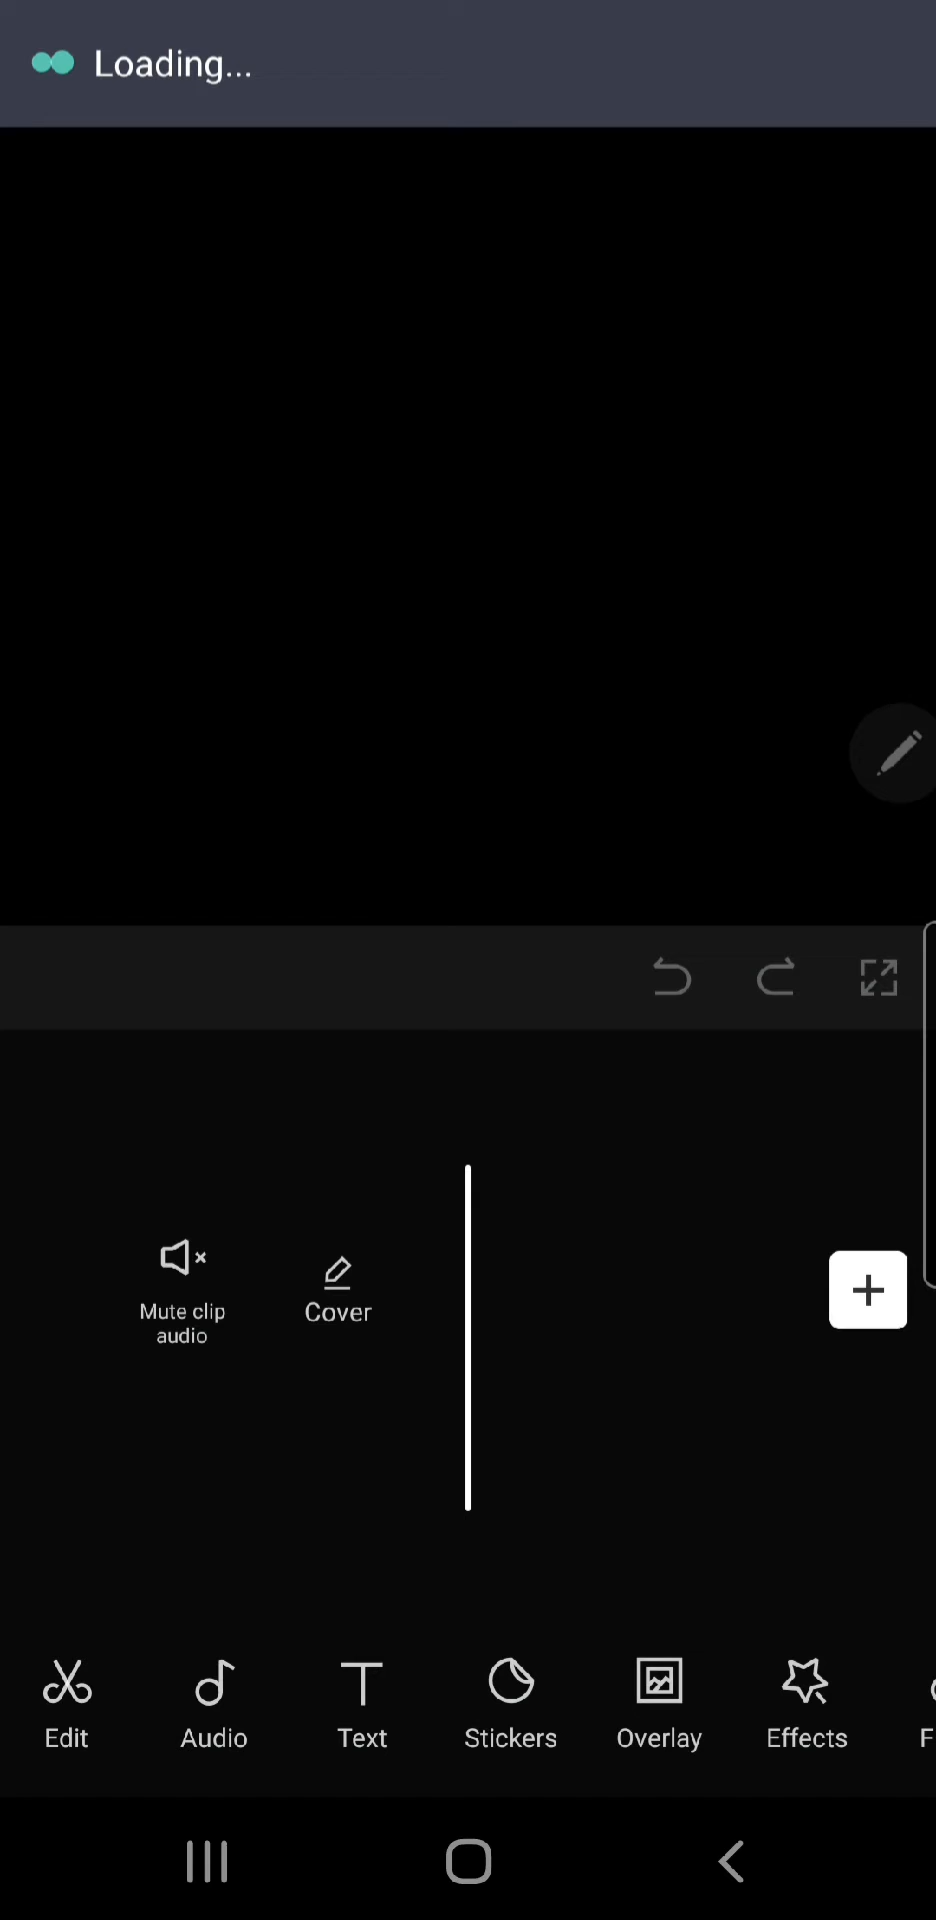 Loading...
Mute clip
audio
Cover
Edit
Audio
Text
Stickers
Overlay
Effects
F